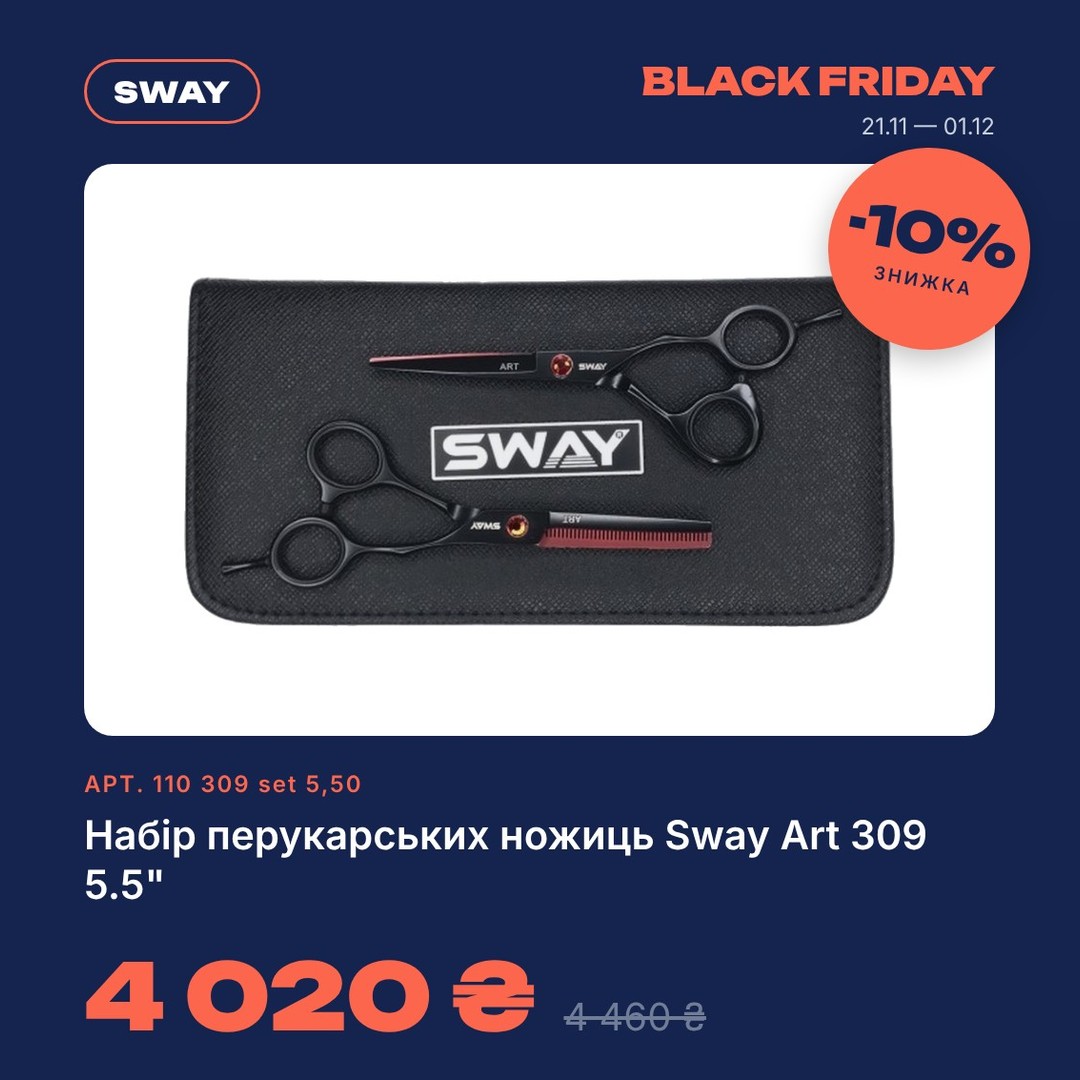 SWAY
BLACK FRIDAY
21.11 — 01.12
-10%
ЗНИЖКА
ART
SWAY
SWAY®
SWAY
ART
АРТ. 110 309 set 5,50
Набір перукарських ножиць Sway Art 309
5.5"
4 020 ₴
4 460 ₴